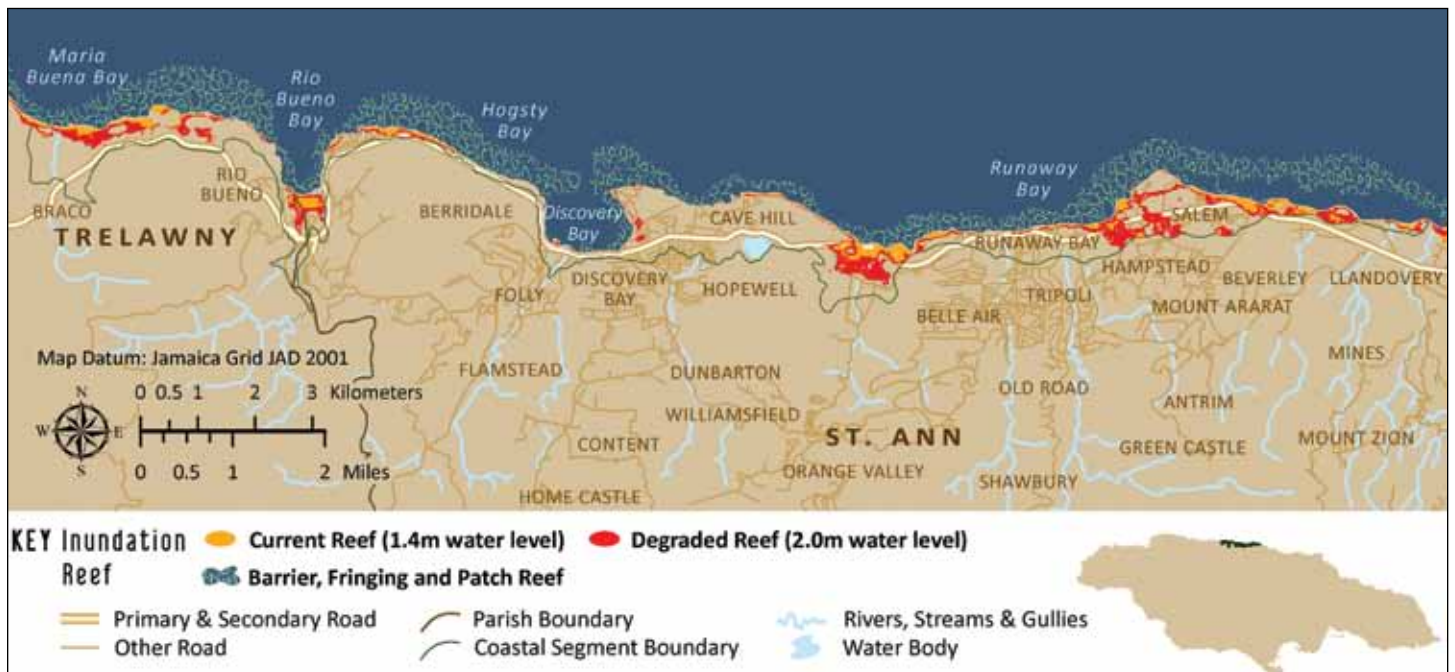 Maria
Buena Bay
Rio
Bueno
Bay
Hogsty
Bay
Discovery
Bay
Runaway
Bay
BRACO
RIO
BUENO
TRELAWNY
BERRIDALE
CAVE HILL
SALEM
RUNAWAY BAY
FOLLY
DISCOVERY
BAY
HOPEWELL
HAMPSTEAD
BEVERLEY
LLANDOVERY
BELLE AIR
TRIPOLI
MOUNT ARARAT
FLAMSTEAD
DUNBARTON
MINES
OLD ROAD
WILLIAMSFIELD
ANTRIM
CONTENT
ST. ANN
GREEN CASTLE
MOUNT ZION
ORANGE VALLEY
SHAWBURY
HOME CASTLE
Map Datum: Jamaica Grid JAD 2001
0 0.5 1 2 3 Kilometers
N
W E
S
0 0.5 1 2 Miles
KEY Inundation
Current Reef (1.4m water level)
Degraded Reef (2.0m water level)
Reef
Barrier, Fringing and Patch Reef
Primary & Secondary Road
Parish Boundary
Rivers, Streams & Gullies
Other Road
Coastal Segment Boundary
Water Body